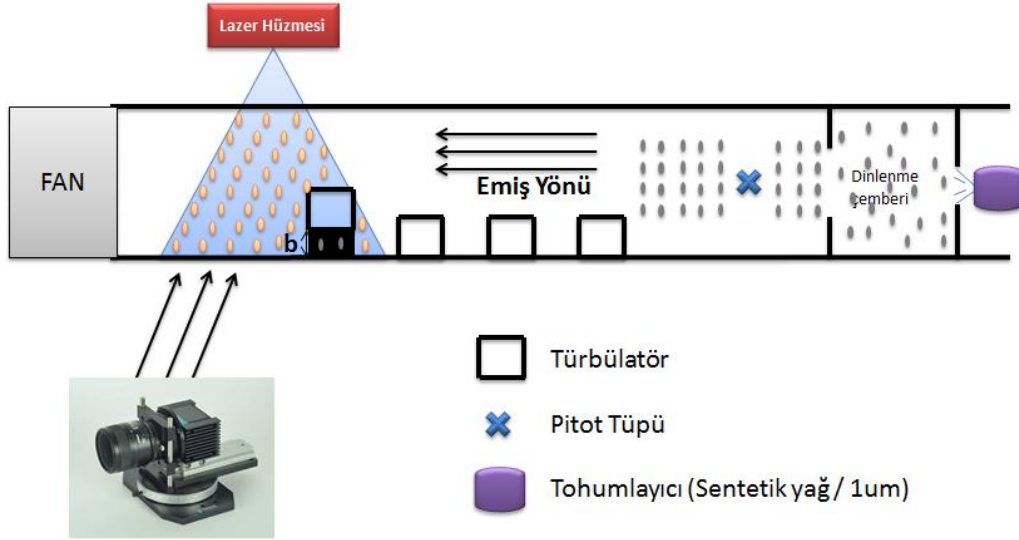 Lazer Hüzmesi
FAN
Emiş Yönü
Dinlenme
çemberi
b
Türbülatör
Pitot Tüpü
Tohumlayıcı (Sentetik yağ / 1um)